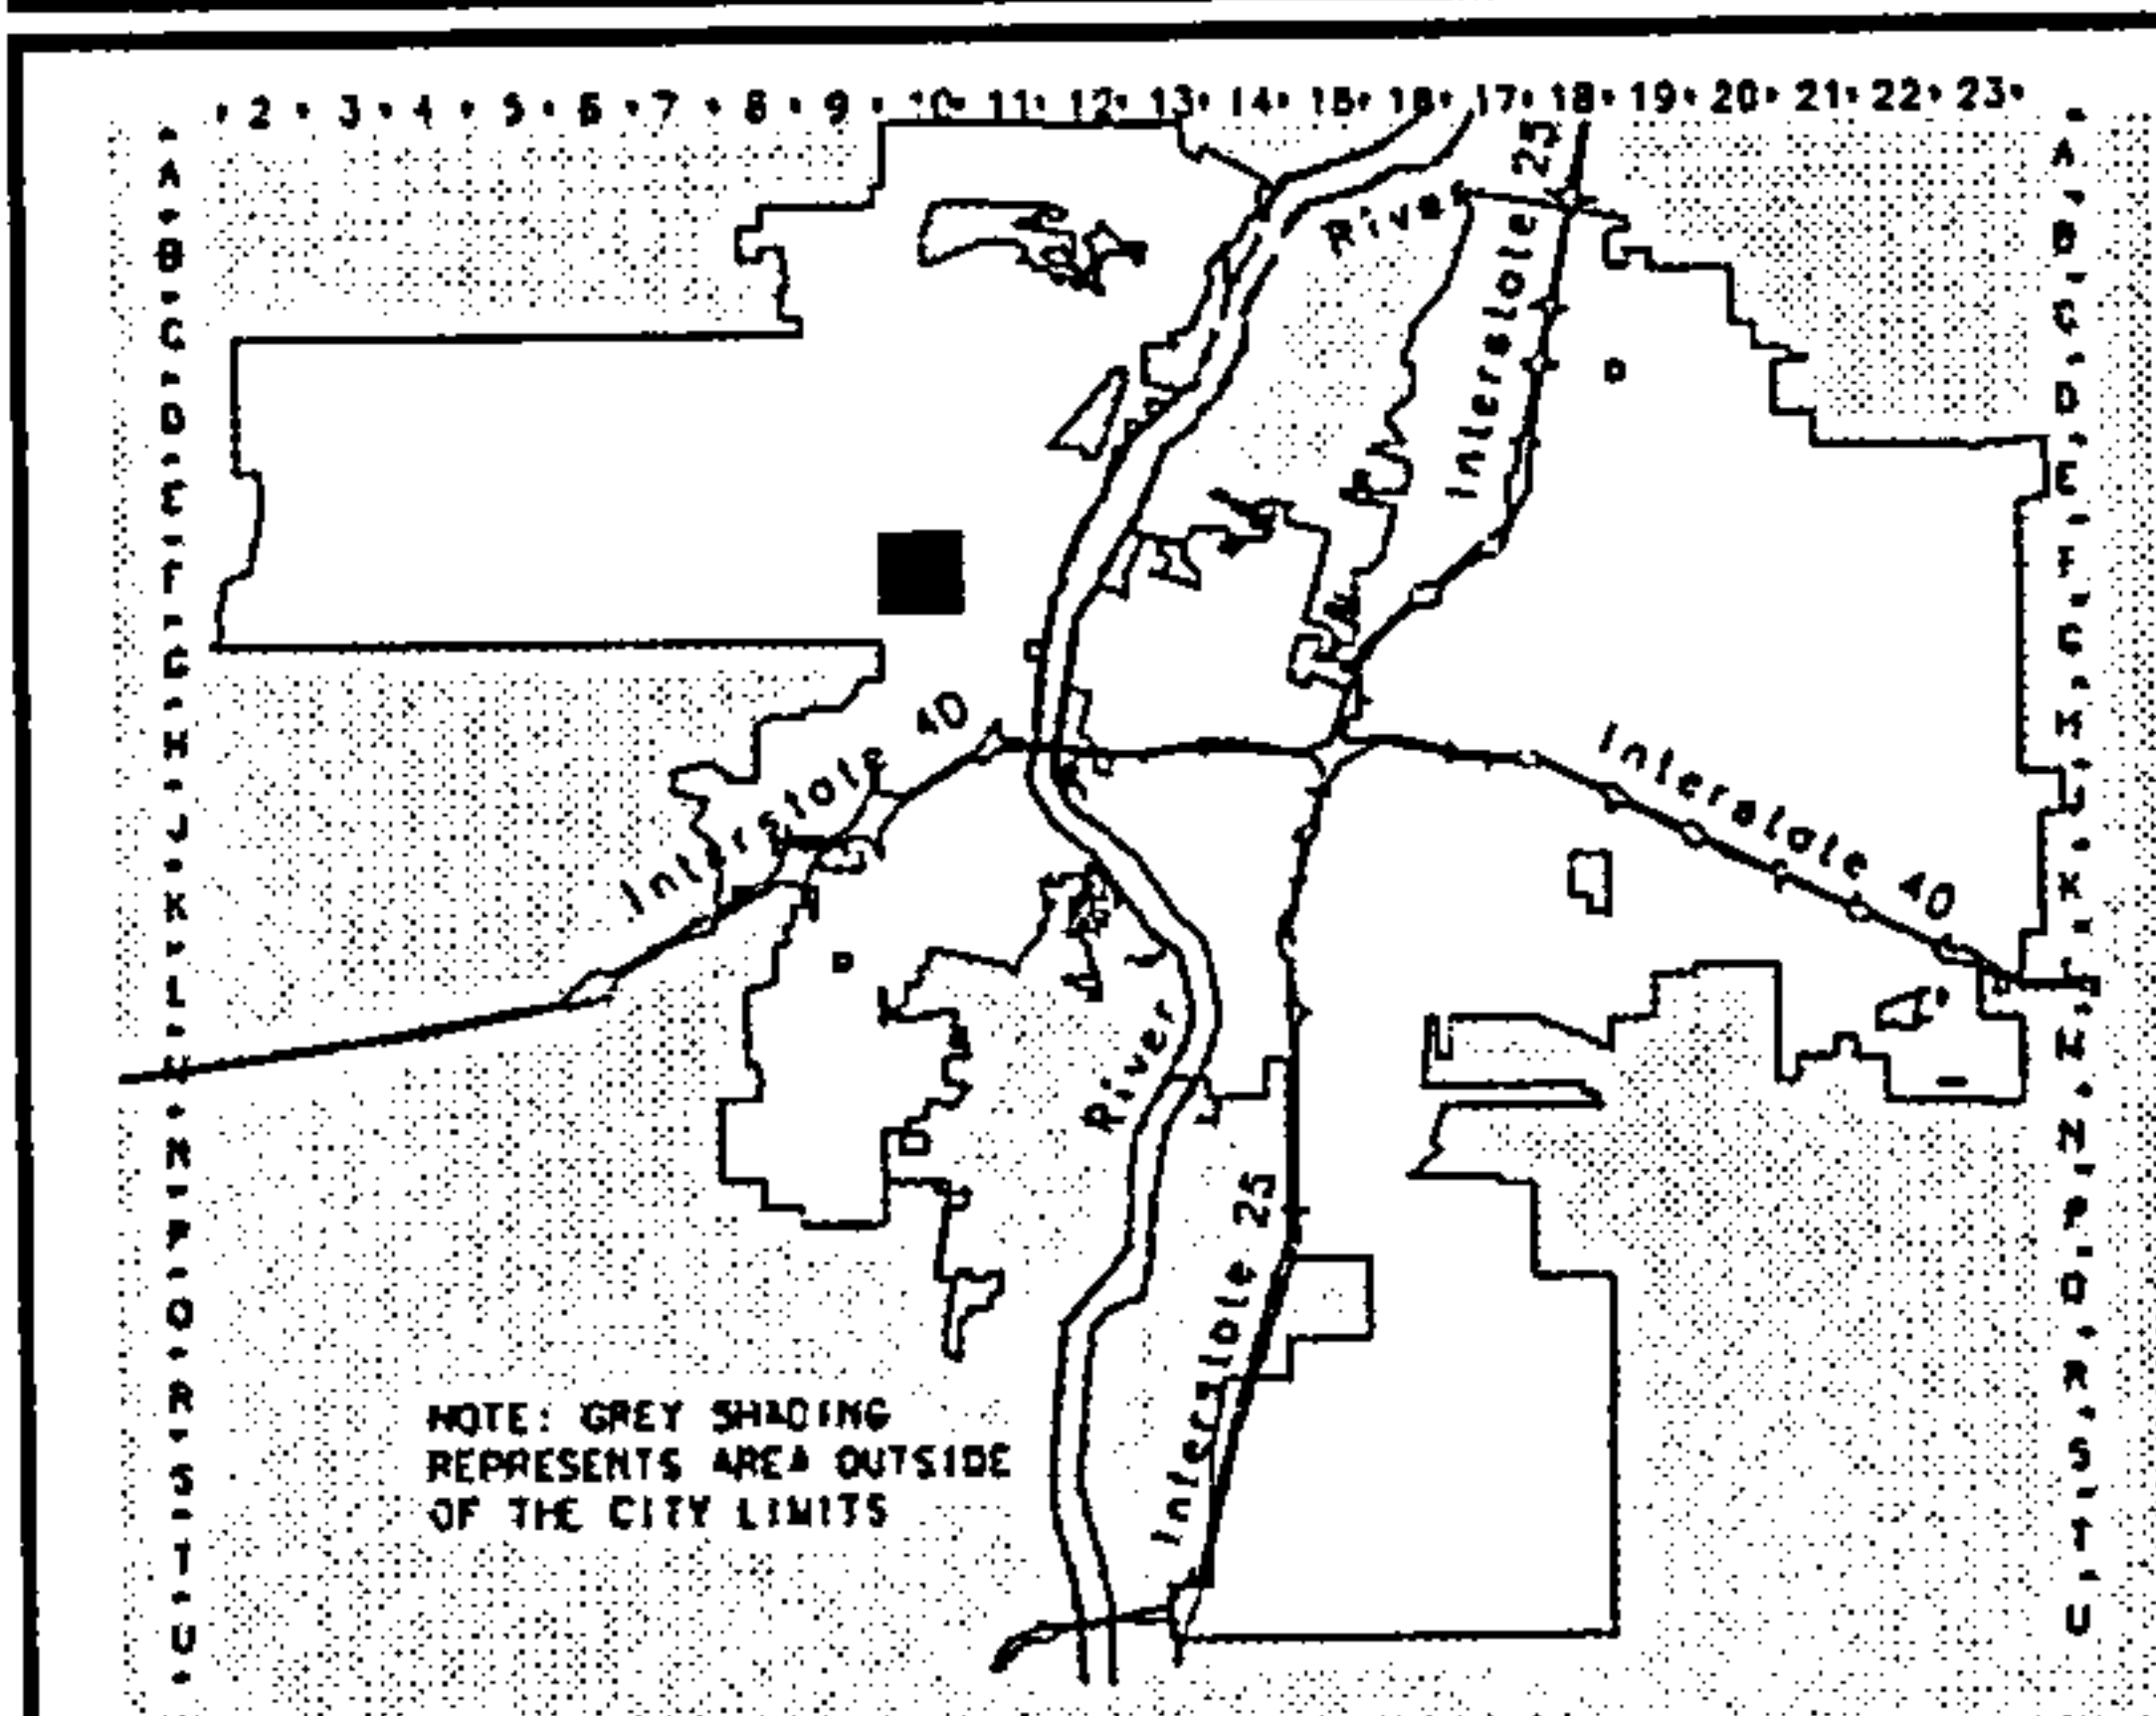 2 3 4 5 6 7 8 9 10 11 12 13 14 15 16 17 18 19 20 21 22 23
A A
B B
C C
D D
E E
F F
G G
H H
J J
K K
L L
M M
N N
P P
Q Q
R R
S S
T T
U U
River
Interstate 25
Interstate 40
Interstate 40
River
Interstate 25
NOTE: GREY SHADING
REPRESENTS AREA OUTSIDE
OF THE CITY LIMITS